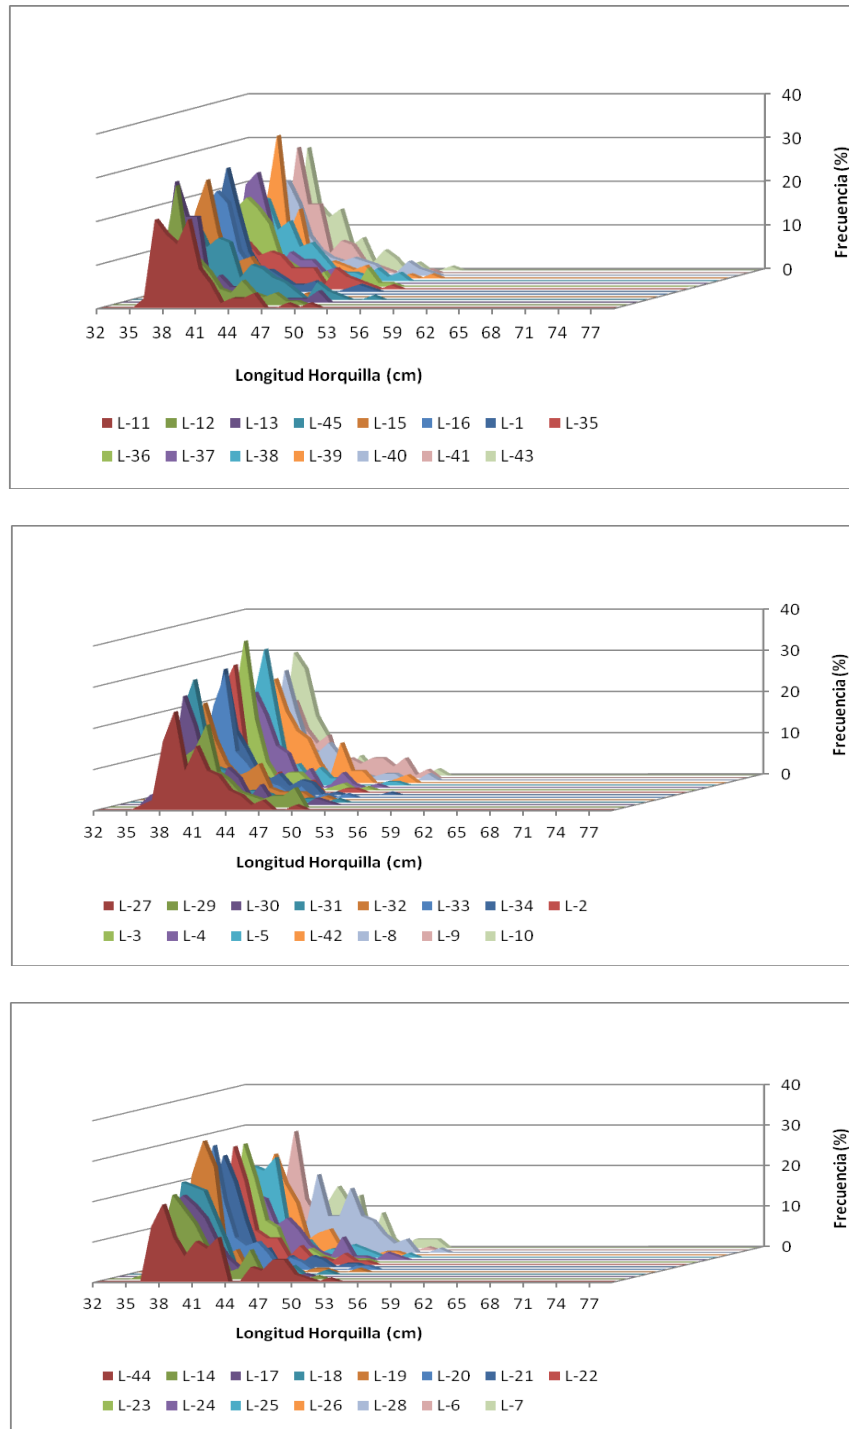 40
30
20
10
0
Frecuencia (%)
32 35 38 41 44 47 50 53 56 59 62 65 68 71 74 77
Longitud Horquilla (cm)
L-11 L-12 L-13 L-45 L-15 L-16 L-1 L-35
L-36 L-37 L-38 L-39 L-40 L-41 L-43
40
30
20
10
0
Frecuencia (%)
32 35 38 41 44 47 50 53 56 59 62 65 68 71 74 77
Longitud Horquilla (cm)
L-27 L-29 L-30 L-31 L-32 L-33 L-34 L-2
L-3 L-4 L-5 L-42 L-8 L-9 L-10
40
30
20
10
0
Frecuencia (%)
32 35 38 41 44 47 50 53 56 59 62 65 68 71 74 77
Longitud Horquilla (cm)
L-44 L-14 L-17 L-18 L-19 L-20 L-21 L-22
L-23 L-24 L-25 L-26 L-28 L-6 L-7